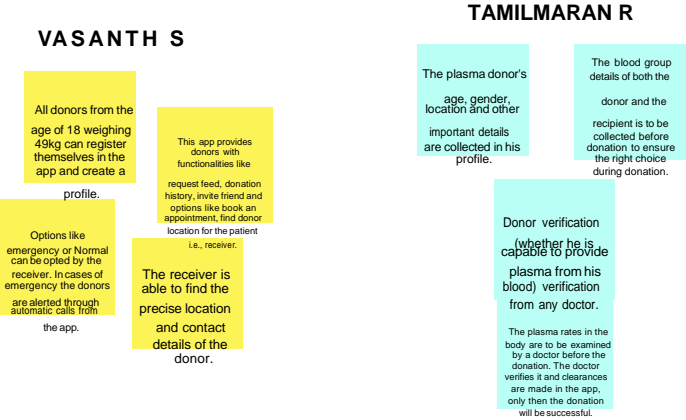 VASANTH S
All donors from the
age of 18 weighing
49kg can register
themselves in the
app and create a
profile.
This app provides
donors with
functionalities like
request feed, donation
history, invite friend and
options like book an
appointment, find donor
location for the patient
i.e., receiver.
Options like
emergency or Normal
can be opted by the
receiver. In cases of
emergency the donors
are alerted through
automatic calls from
the app.
The receiver is
able to find the
precise location
and contact
details of the
donor.
TAMILMARAN R
The plasma donor's
age, gender,
location and other
important details
are collected in his
profile.
The blood group
details of both the
donor and the
recipient is to be
collected before
donation to ensure
the right choice
during donation.
Donor verification
(whether he is
capable to provide
plasma from his
blood) verification
from any doctor.
The plasma rates in the
body are to be examined
by a doctor before the
donation. The doctor
verifies it and clearances
are made in the app,
only then the donation
will be successful.